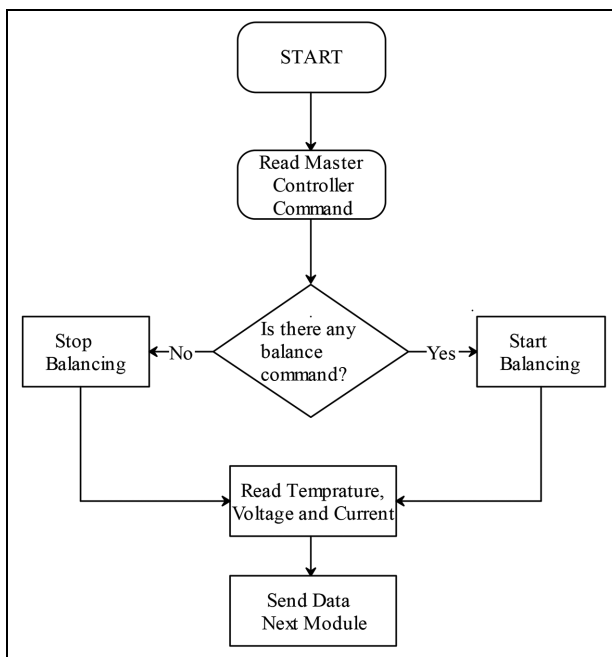 START
Read Master
Controller
Command
Is there any
balance
command?
No
Yes
Stop
Balancing
Start
Balancing
Read Temprature,
Voltage and Current
Send Data
Next Module